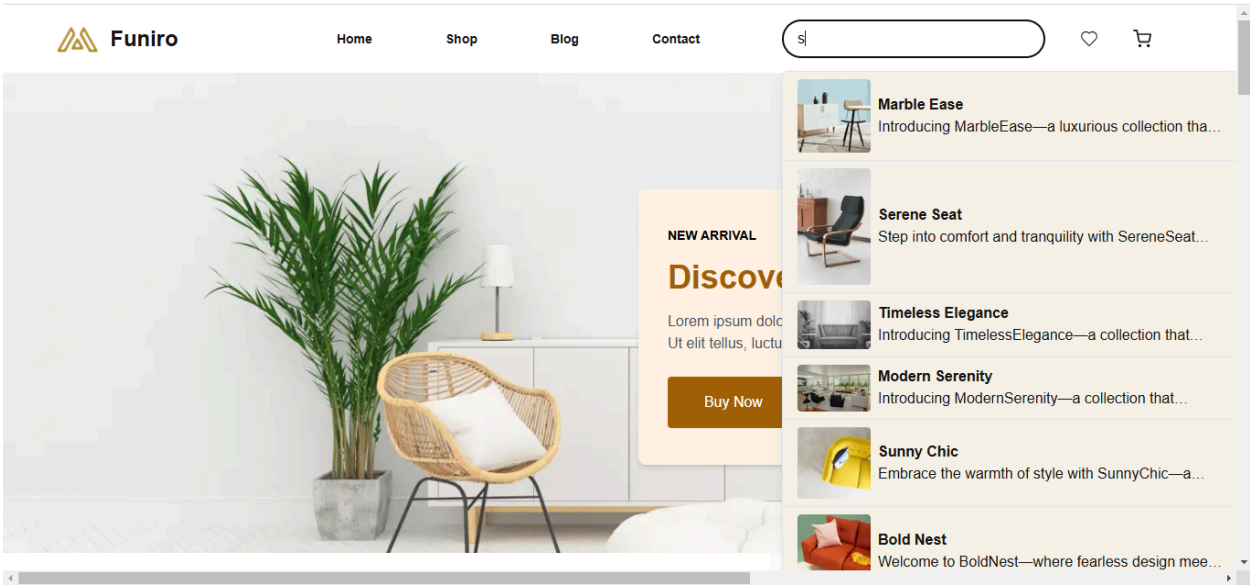 Funiro
Home
Shop
Blog
Contact
s
Marble Ease
Introducing MarbleEase—a luxurious collection tha...
Serene Seat
Step into comfort and tranquility with SereneSeat...
Timeless Elegance
Introducing TimelessElegance—a collection that...
Modern Serenity
Introducing ModernSerenity—a collection that...
Sunny Chic
Embrace the warmth of style with SunnyChic—a...
Bold Nest
Welcome to BoldNest—where fearless design mee...
NEW ARRIVAL
Discove
Lorem ipsum dolo
Ut elit tellus, luctu
Buy Now